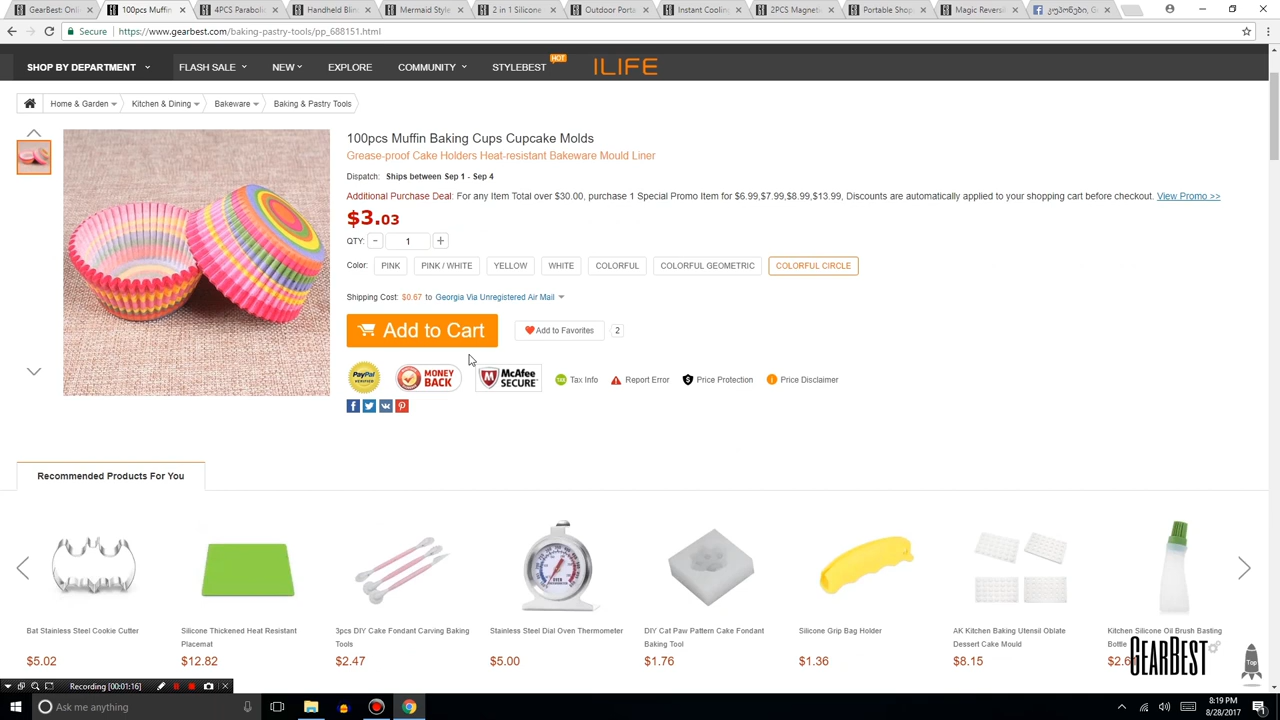 GearBest: Onli
100pcs Muffin
4PCS Paraboli
Handheld Blin
Mermaid Style
2 in 1 Silicone
Outdoor Porta
Instant Cooling
2PCS Magnetic
Portable Shop
Magic Reversi
კუპონები, G
Secure
https://www.gearbest.com/baking-pastry-tools/pp_688151.html
SHOP BY DEPARTMENT
FLASH SALE
NEW
EXPLORE
COMMUNITY
STYLEBEST
HOT
ILIFE
Home & Garden
Kitchen & Dining
Bakeware
Baking & Pastry Tools
100pcs Muffin Baking Cups Cupcake Molds
Grease-proof Cake Holders Heat-resistant Bakeware Mould Liner
Dispatch: Ships between Sep 1 - Sep 4
Additional Purchase Deal: For any Item Total over $30.00, purchase 1 Special Promo Item for $6.99,$7.99,$8.99,$13.99, Discounts are automatically applied to your shopping cart before checkout. View Promo >>
$3.03
QTY: - 1 +
Color: PINK PINK / WHITE YELLOW WHITE COLORFUL COLORFUL GEOMETRIC COLORFUL CIRCLE
Shipping Cost: $0.67 to Georgia Via Unregistered Air Mail
Add to Cart
Add to Favorites
2
PayPal VERIFIED
MONEY BACK
McAfee SECURE
Tax Info
Report Error
Price Protection
Price Disclaimer
Recommended Products For You
Bat Stainless Steel Cookie Cutter
$5.02
Silicone Thickened Heat Resistant
Placemat
$12.82
3pcs DIY Cake Fondant Carving Baking
Tools
$2.47
Stainless Steel Dial Oven Thermometer
$5.00
DIY Cat Paw Pattern Cake Fondant
Baking Tool
$1.76
Silicone Grip Bag Holder
$1.36
AK Kitchen Baking Utensil Oblate
Dessert Cake Mould
$8.15
Kitchen Silicone Oil Brush Basting
Bottle
GEARBEST
Top
Recording [00:01:16]
Ask me anything
8:19 PM
8/28/2017